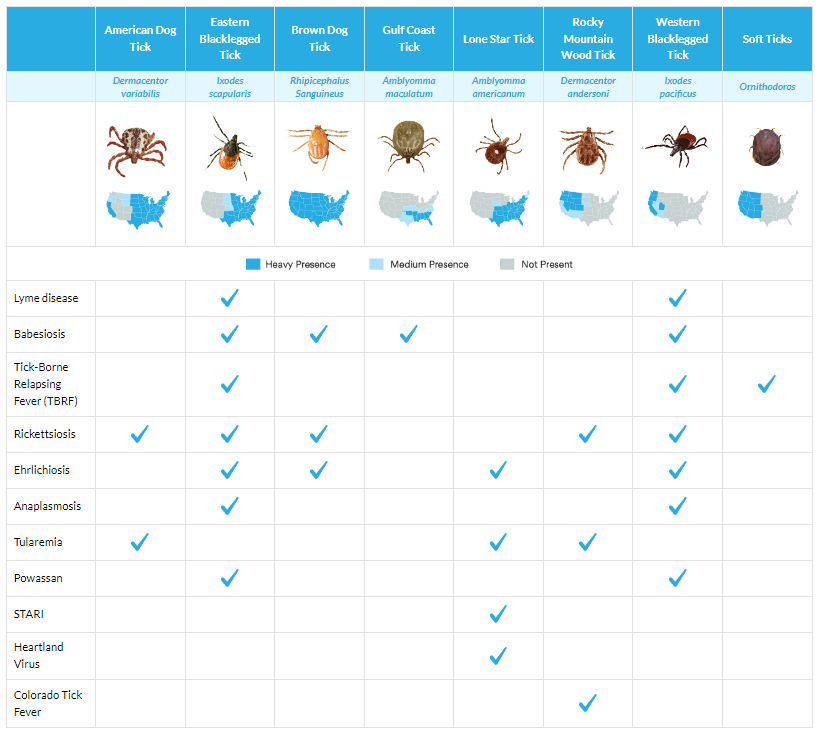 American Dog
Tick
Eastern
Blacklegged
Tick
Brown Dog
Tick
Gulf Coast
Tick
Lone Star Tick
Rocky
Mountain
Wood Tick
Western
Blacklegged
Tick
Soft Ticks
Dermacentor
variabilis
Ixodes
scapularis
Rhipicephalus
Sanguineus
Amblyomma
maculatum
Amblyomma
americanum
Dermacentor
andersoni
Ixodes
pacificus
Ornithodoros
Heavy Presence
Medium Presence
Not Present
Lyme disease
Babesiosis
Tick-Borne
Relapsing
Fever (TBRF)
Rickettsiosis
Ehrlichiosis
Anaplasmosis
Tularemia
Powassan
STARI
Heartland
Virus
Colorado Tick
Fever